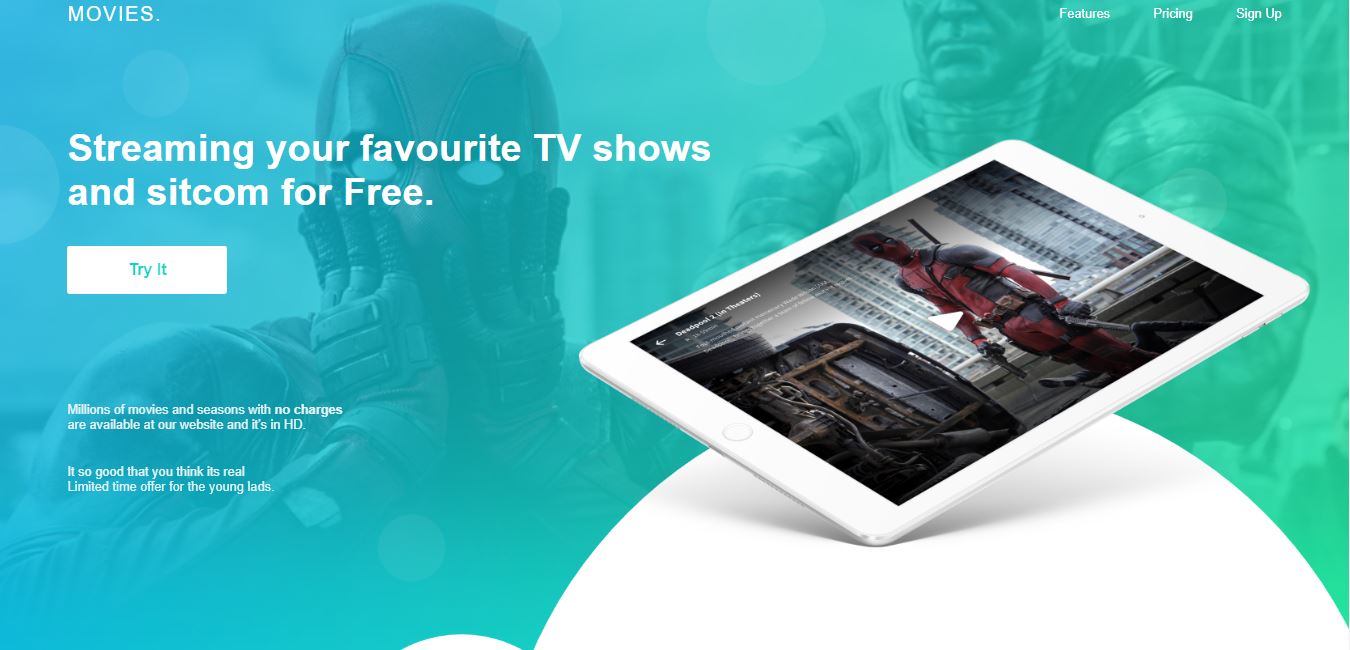 MOVIES.
Features
Pricing
Sign Up
Streaming your favourite TV shows
and sitcom for Free.
Try It
Millions of movies and seasons with no charges
are available at our website and it's in HD.
It so good that you think its real
Limited time offer for the young lads.
Deadpool 2 (in Theaters)